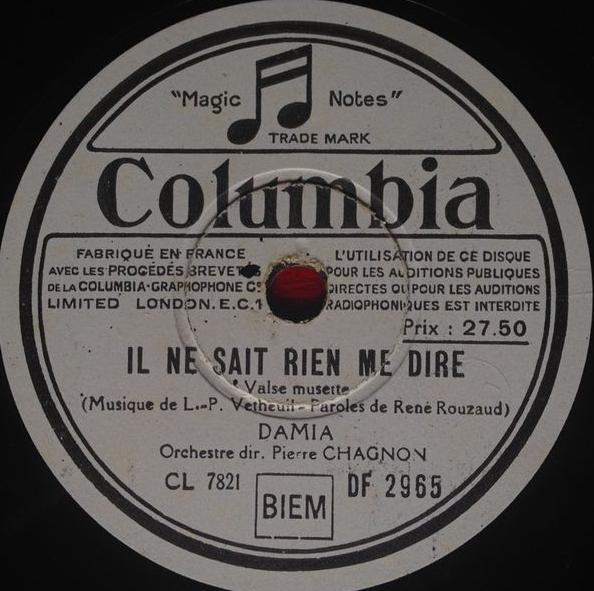 "Magic Notes"
TRADE MARK
Columbia
FABRIQUÉ EN FRANCE
AVEC LES PROCÉDÉS BREVETÉS
DE LA COLUMBIA-GRAPHOPHONE Cº
LIMITED LONDON.E.C.1
L'UTILISATION DE CE DISQUE
POUR LES AUDITIONS PUBLIQUES
DIRECTES OU POUR LES AUDITIONS
RADIOPHONIQUES EST INTERDITE
Prix : 27.50
IL NE SAIT RIEN ME DIRE
Valse musette
(Musique de L.-P. Vétheuil - Paroles de René Rouzaud)
DAMIA
Orchestre dir. Pierre CHAGNON
CL 7821 BIEM DF 2965